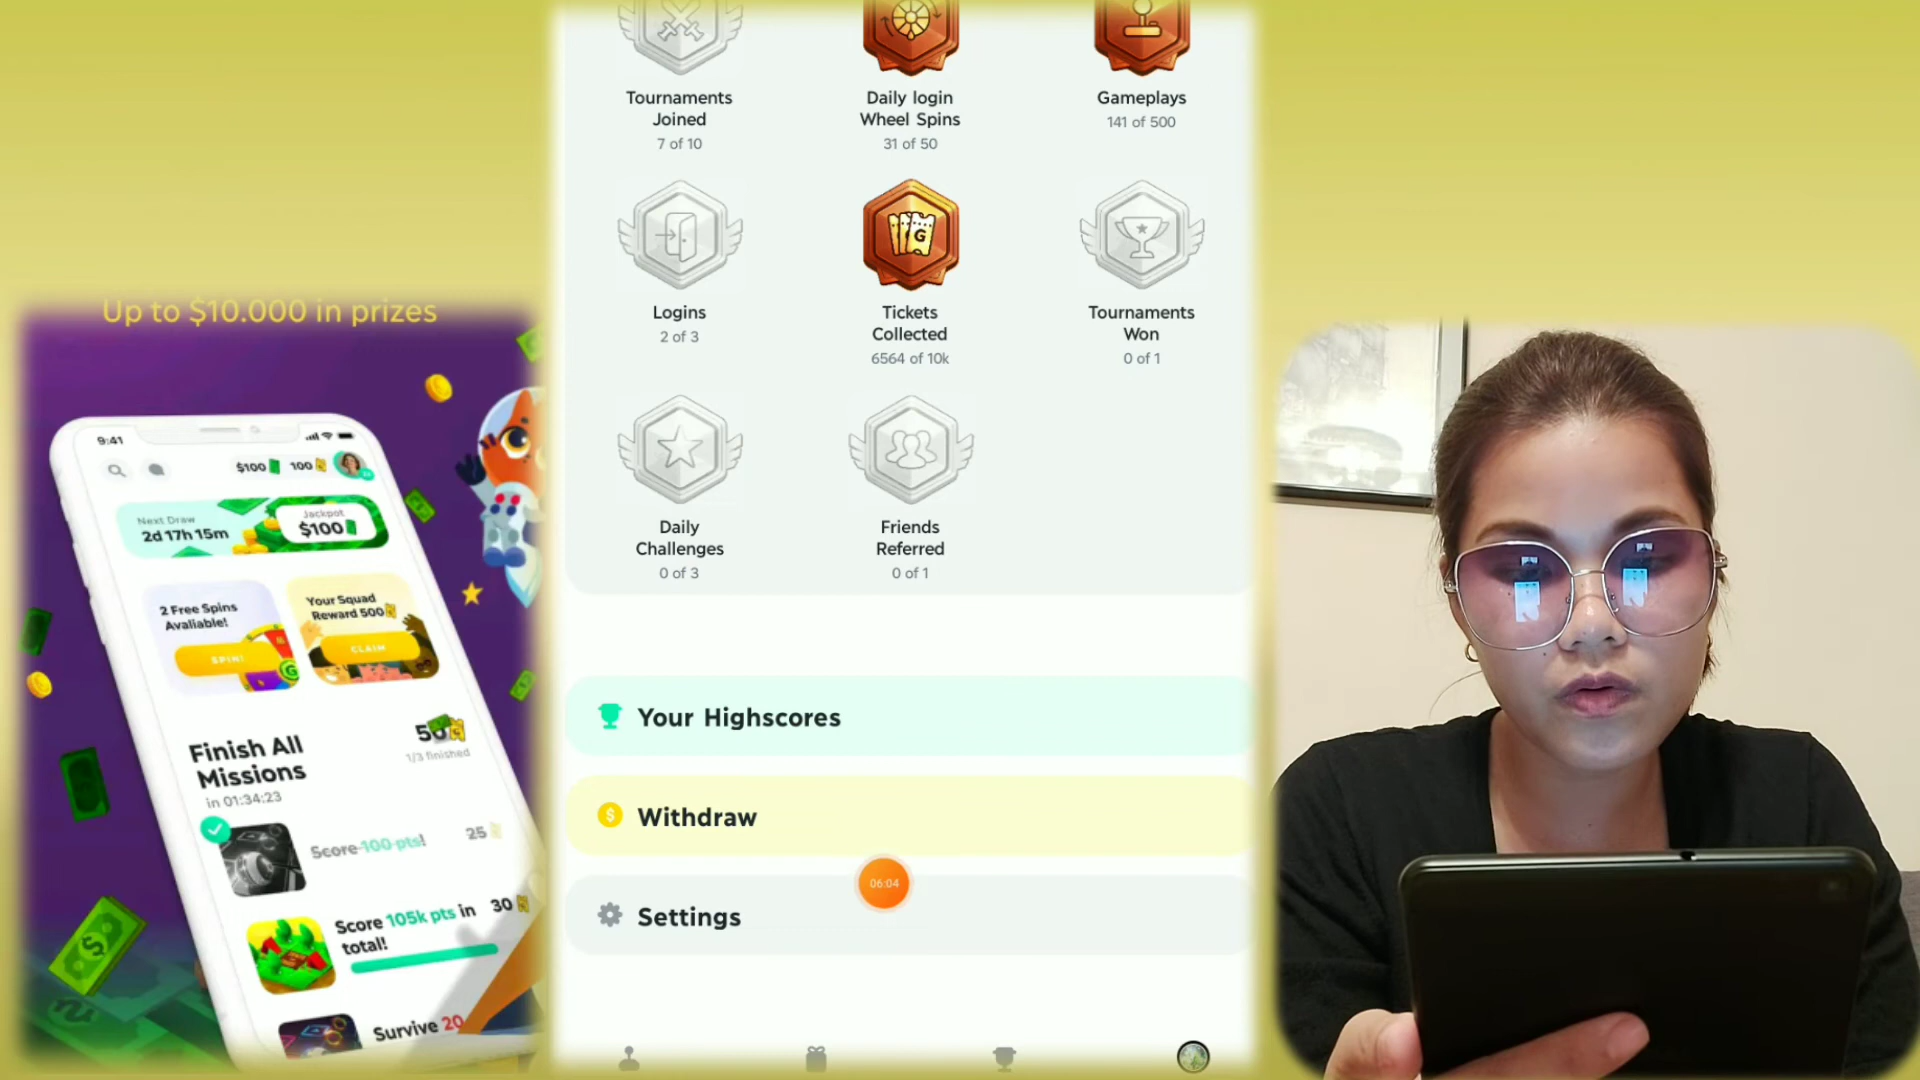 Up to $10.000 in prizes
9:41
$100
100
Next Draw
2d 17h 15m
Jackpot
$100
2 Free Spins
Avaliable!
SPIN!
Your Squad
Reward 500
CLAIM
Finish All
Missions
in 01:34:23
50
1/3 finished
Score 100 pts!
25
Score 105k pts in
total!
30
Survive 20
Tournaments
Joined
7 of 10
Daily login
Wheel Spins
31 of 50
Gameplays
141 of 500
Logins
2 of 3
G
Tickets
Collected
6564 of 10k
Tournaments
Won
0 of 1
Daily
Challenges
0 of 3
Friends
Referred
0 of 1
Your Highscores
Withdraw
06:04
Settings